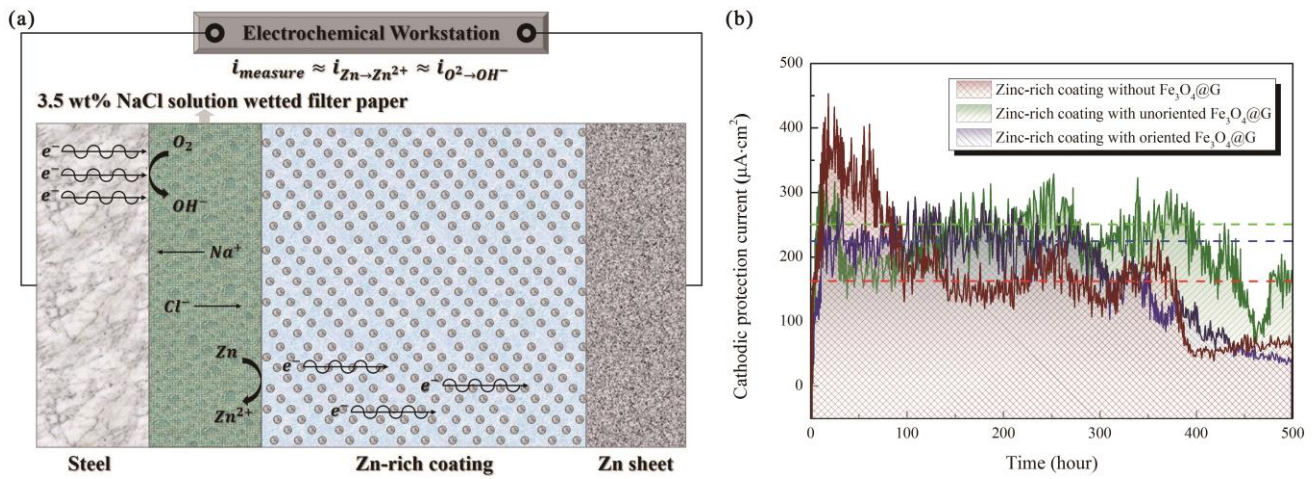 (a)
Electrochemical Workstation
i_measure ≈ i_Zn→Zn²⁺ ≈ i_O²→OH⁻
3.5 wt% NaCl solution wetted filter paper
e⁻
e⁻
e⁻
O₂
OH⁻
Na⁺
Cl⁻
Zn
Zn²⁺
e⁻
e⁻
e⁻
Steel
Zn-rich coating
Zn sheet
(b)
Cathodic protection current (μA·cm²)
500
400
300
200
100
0
Zinc-rich coating without Fe₃O₄@G
Zinc-rich coating with unoriented Fe₃O₄@G
Zinc-rich coating with oriented Fe₃O₄@G
0 100 200 300 400 500
Time (hour)